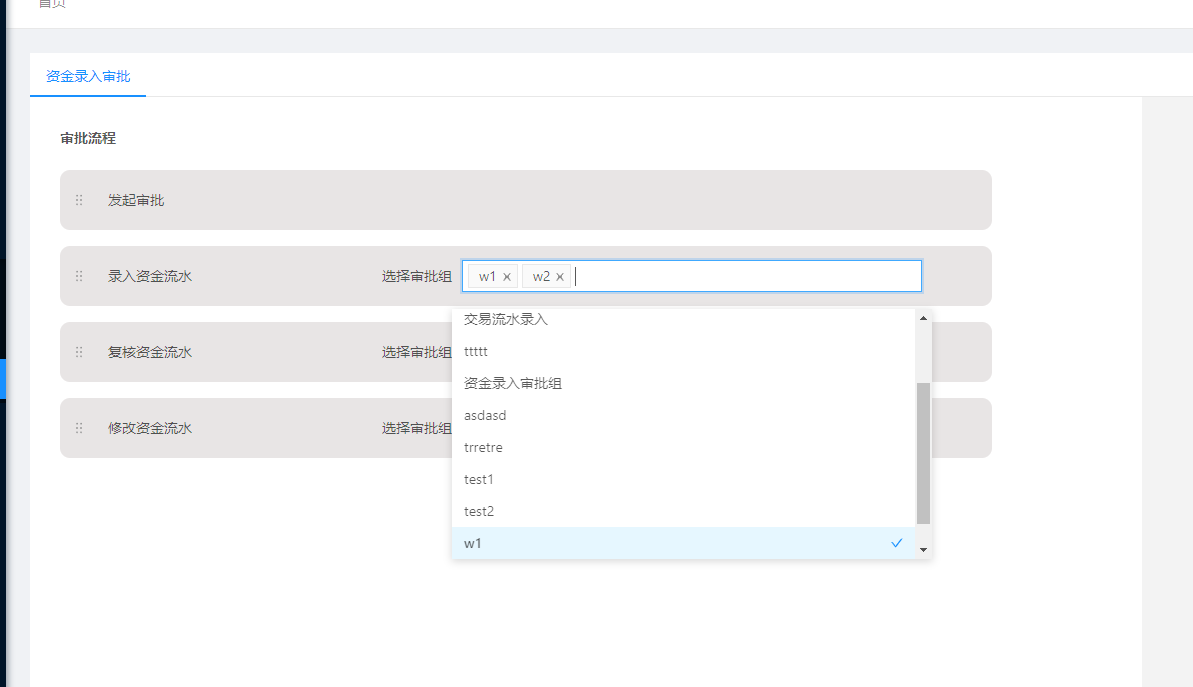 首页
资金录入审批
审批流程
发起审批
录入资金流水 选择审批组 w1 w2
交易流水录入
ttttt
复核资金流水 选择审批组
资金录入审批组
asdasd
修改资金流水 选择审批组
trretre
test1
test2
w1